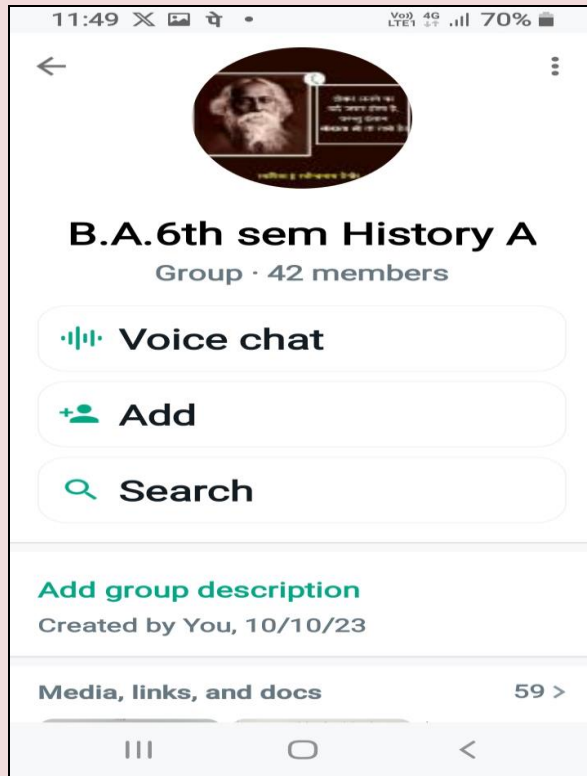 11:49 पे • Vo)) 4G LTE1 70%
B.A.6th sem History A
Group · 42 members
Voice chat
Add
Search
Add group description
Created by You, 10/10/23
Media, links, and docs 59 >